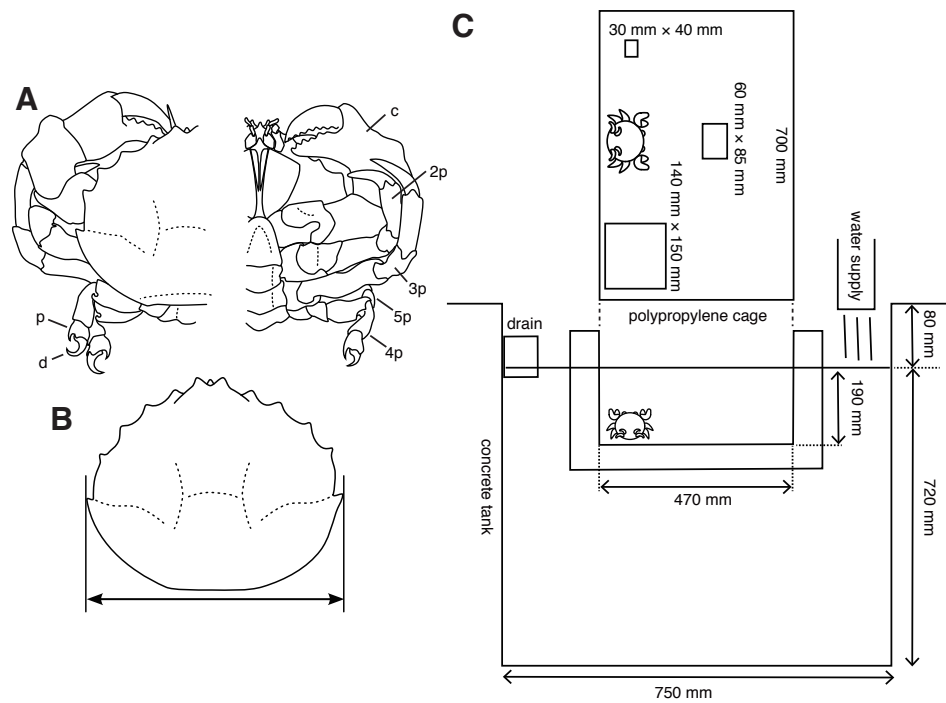 A
c
2p
3p
5p
4p
p
d
B
C
30 mm × 40 mm
60 mm × 85 mm
700 mm
140 mm × 150 mm
polypropylene cage
water supply
drain
80 mm
190 mm
concrete tank
470 mm
720 mm
750 mm